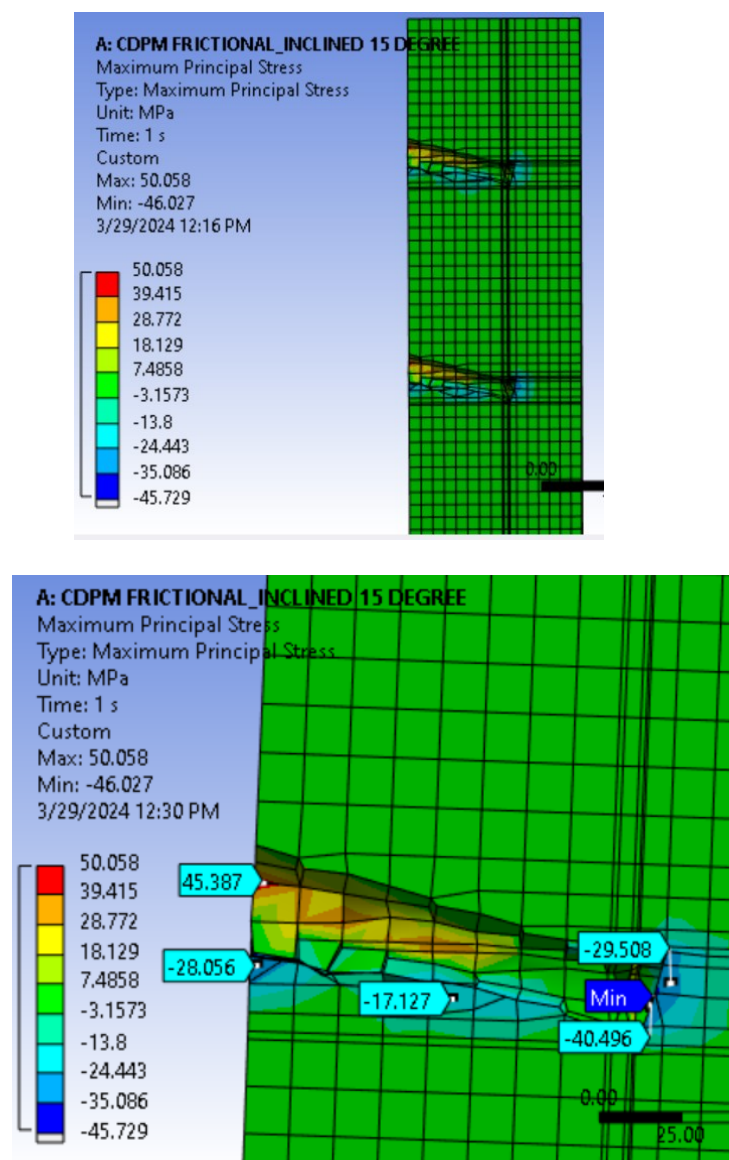 A: CDPM FRICTIONAL_INCLINED 15 DEGREE
Maximum Principal Stress
Type: Maximum Principal Stress
Unit: MPa
Time: 1 s
Custom
Max: 50.058
Min: -46.027
3/29/2024 12:16 PM
50.058
39.415
28.772
18.129
7.4858
-3.1573
-13.8
-24.443
-35.086
-45.729
0.00
A: CDPM FRICTIONAL_INCLINED 15 DEGREE
Maximum Principal Stress
Type: Maximum Principal Stress
Unit: MPa
Time: 1 s
Custom
Max: 50.058
Min: -46.027
3/29/2024 12:30 PM
50.058
39.415
28.772
18.129
7.4858
-3.1573
-13.8
-24.443
-35.086
-45.729
45.387
-28.056
-17.127
-29.508
Min
-40.496
0.00
25.00